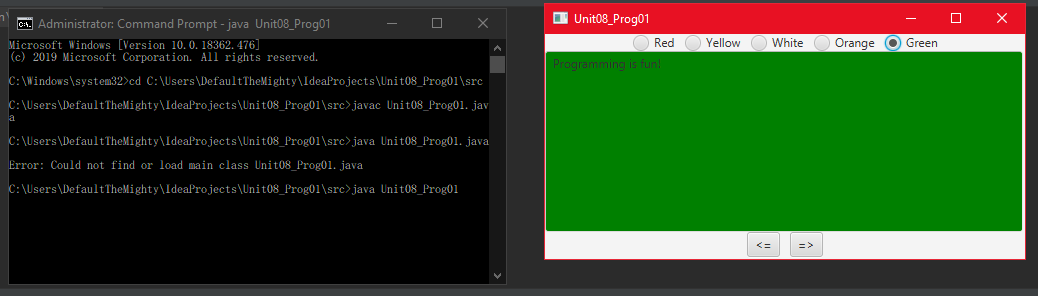 Administrator: Command Prompt - java  Unit08_Prog01
Microsoft Windows [Version 10.0.18362.476]
(c) 2019 Microsoft Corporation. All rights reserved.
C:\Windows\system32>cd C:\Users\DefaultTheMighty\IdeaProjects\Unit08_Prog01\src
C:\Users\DefaultTheMighty\IdeaProjects\Unit08_Prog01\src>javac Unit08_Prog01.jav
a
C:\Users\DefaultTheMighty\IdeaProjects\Unit08_Prog01\src>java Unit08_Prog01.java
Error: Could not find or load main class Unit08_Prog01.java
C:\Users\DefaultTheMighty\IdeaProjects\Unit08_Prog01\src>java Unit08_Prog01
Unit08_Prog01
Red Yellow White Orange Green
Programming is fun!
<= =>